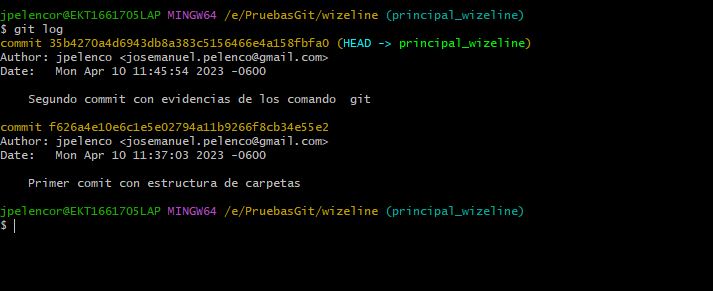 jpelencor@EKT1661705LAP MINGW64 /e/PruebasGit/wizeline (principal_wizeline)
$ git log
commit 35b4270a4d6943db8a383c5156466e4a158fbfa0 (HEAD -> principal_wizeline)
Author: jpelenco <josemanuel.pelenco@gmail.com>
Date:   Mon Apr 10 11:45:54 2023 -0600
    Segundo commit con evidencias de los comando  git
commit f626a4e10e6c1e5e02794a11b9266f8cb34e55e2
Author: jpelenco <josemanuel.pelenco@gmail.com>
Date:   Mon Apr 10 11:37:03 2023 -0600
    Primer comit con estructura de carpetas
jpelencor@EKT1661705LAP MINGW64 /e/PruebasGit/wizeline (principal_wizeline)
$